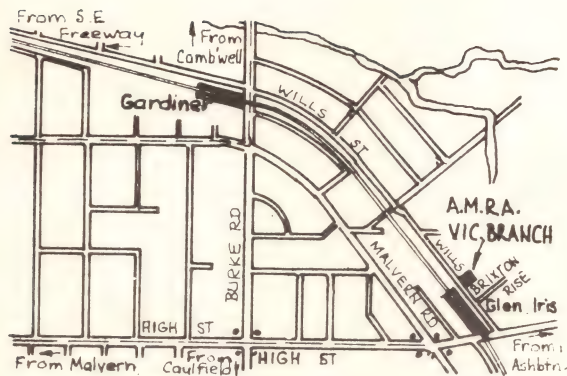 From S.E
Freeway
From
Camb'well
Gardiner
WILLS
ST
A.M.R.A.
VIC. BRANCH
WILLS
BRIXTON
RISE
BURKE RD
MALVERN RD
Glen Iris
HIGH ST
From Malvern
From
Caulfield
HIGH ST
From
Ashbtn.